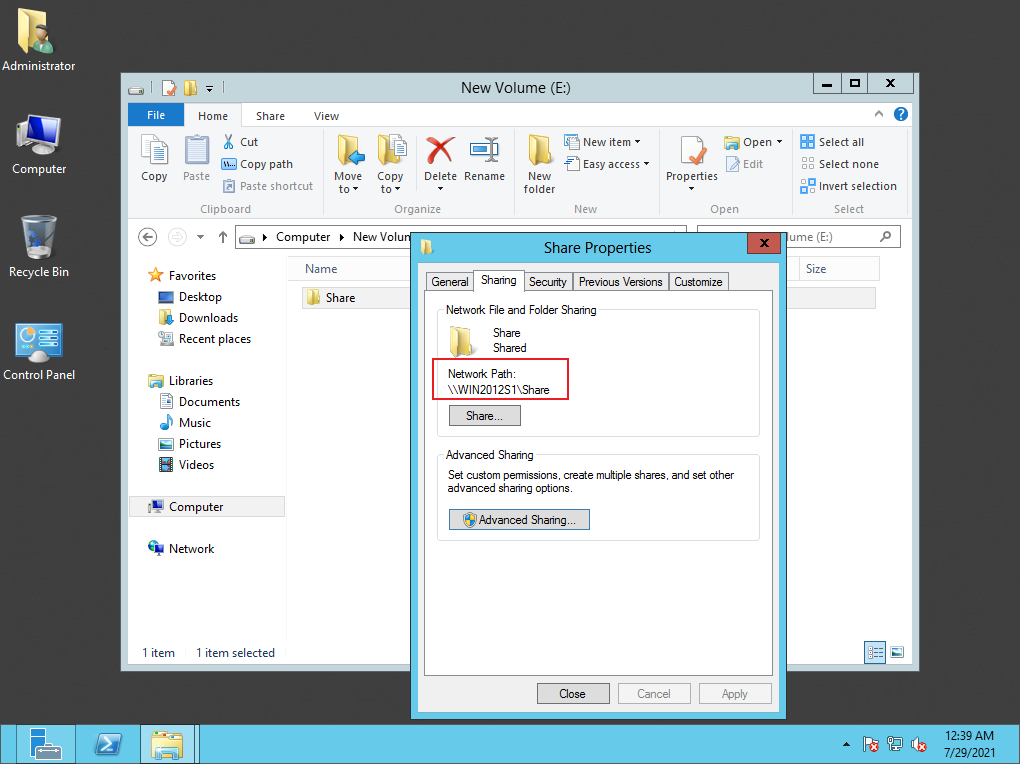 Administrator
Computer
Recycle Bin
Control Panel
New Volume (E:)
File Home Share View
Copy
Paste
Cut
Copy path
Paste shortcut
Clipboard
Move to
Copy to
Delete
Rename
Organize
New folder
New item
Easy access
New
Properties
Open
Edit
Open
Select all
Select none
Invert selection
Select
Computer New Volum
lume (E:)
Favorites
Desktop
Downloads
Recent places
Libraries
Documents
Music
Pictures
Videos
Computer
Network
Name
Size
Share
1 item 1 item selected
Share Properties
General Sharing Security Previous Versions Customize
Network File and Folder Sharing
Share
Shared
Network Path:
\\WIN2012S1\Share
Share...
Advanced Sharing
Set custom permissions, create multiple shares, and set other
advanced sharing options.
Advanced Sharing...
Close Cancel Apply
12:39 AM
7/29/2021